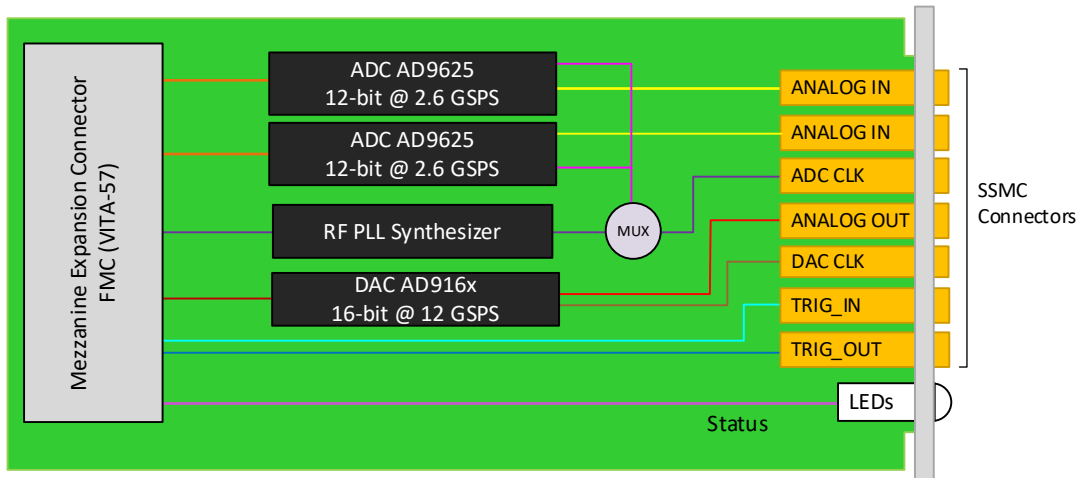 Mezzanine Expansion Connector
FMC (VITA-57)
ADC AD9625
12-bit @ 2.6 GSPS
ADC AD9625
12-bit @ 2.6 GSPS
RF PLL Synthesizer
MUX
DAC AD916x
16-bit @ 12 GSPS
ANALOG IN
ANALOG IN
ADC CLK
ANALOG OUT
DAC CLK
TRIG_IN
TRIG_OUT
LEDs
Status
SSMC
Connectors